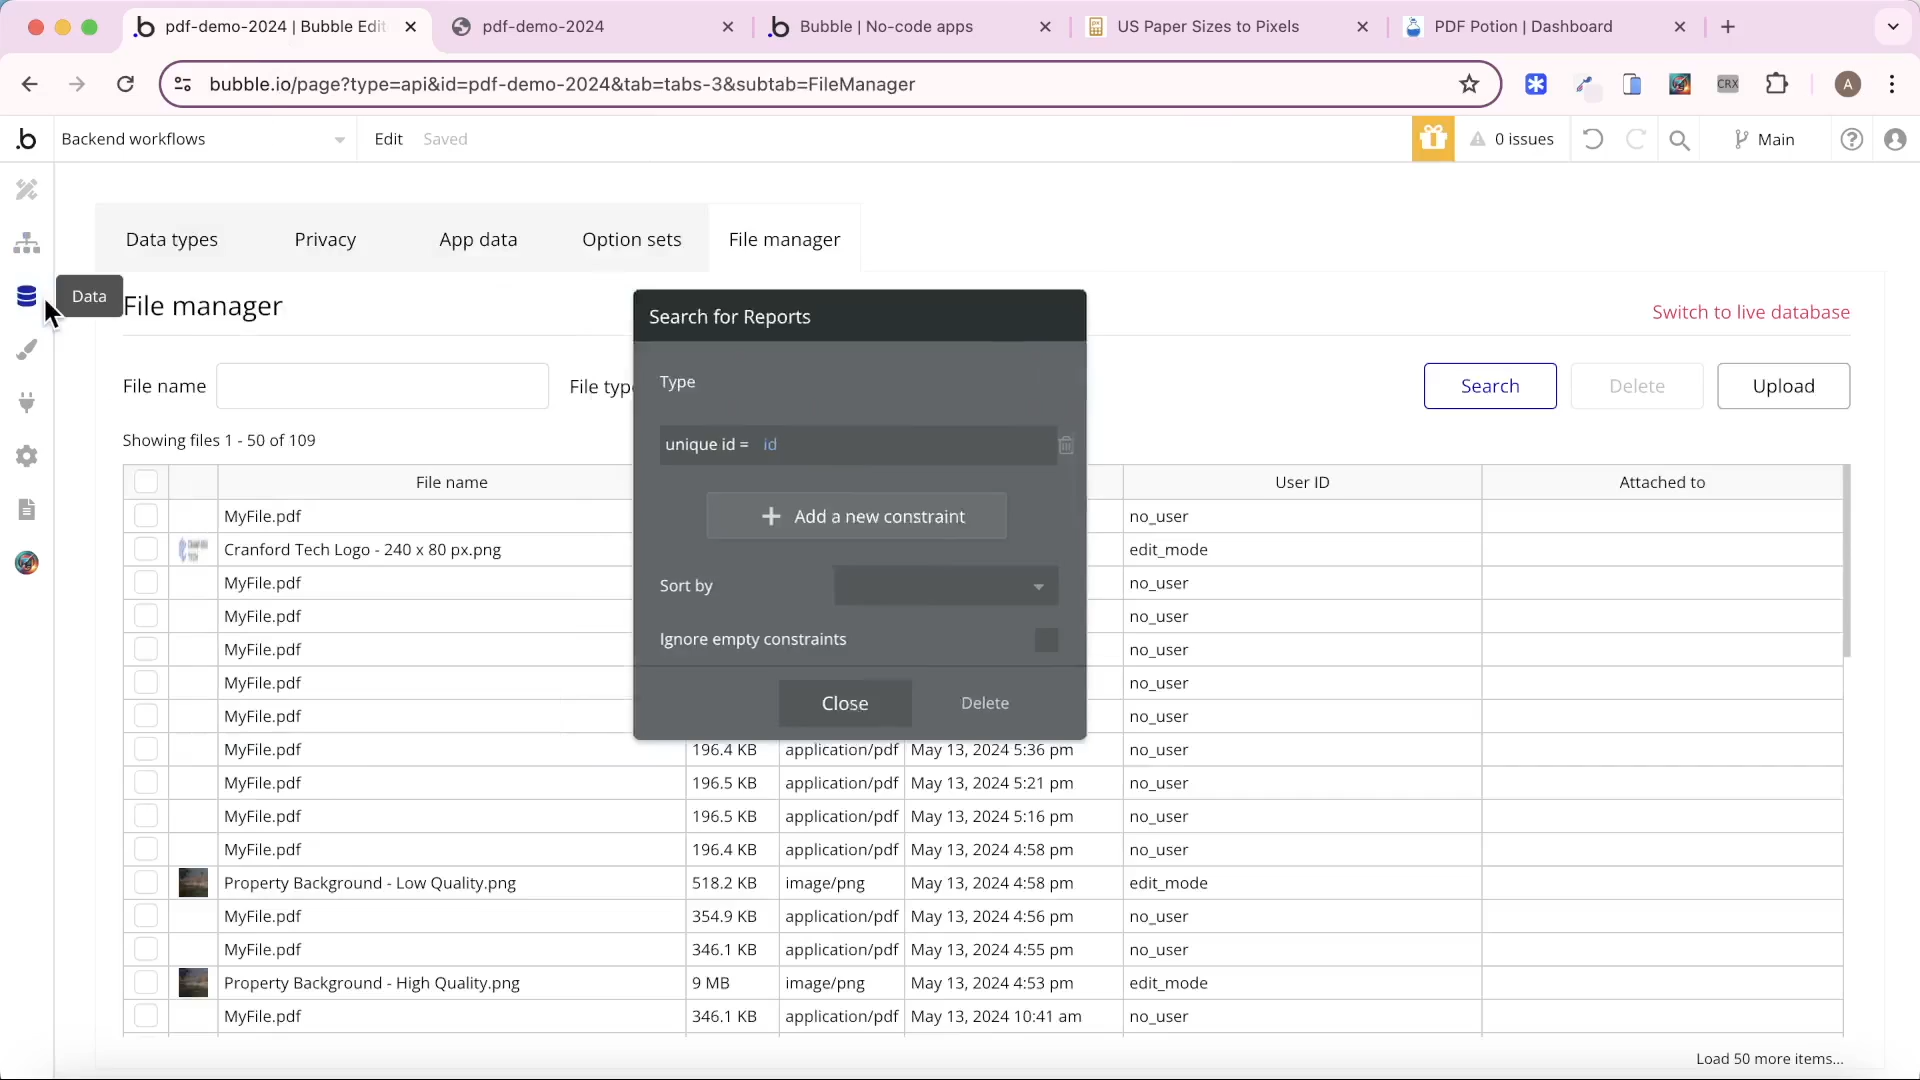 pdf-demo-2024 | Bubble Edit
pdf-demo-2024
Bubble | No-code apps
US Paper Sizes to Pixels
PDF Potion | Dashboard
bubble.io/page?type=api&id=pdf-demo-2024&tab=tabs-3&subtab=FileManager
CRX
A
Backend workflows
Edit
Saved
0 issues
Main
Data types
Privacy
App data
Option sets
File manager
Data
File manager
Switch to live database
File name
File type
Search
Delete
Upload
Showing files 1 - 50 of 109
Search for Reports
Type
unique id = id
Add a new constraint
Sort by
Ignore empty constraints
Close
Delete
File name
User ID
Attached to
MyFile.pdf
no_user
Cranford Tech Logo - 240 x 80 px.png
edit_mode
MyFile.pdf
no_user
MyFile.pdf
no_user
MyFile.pdf
no_user
MyFile.pdf
no_user
MyFile.pdf
no_user
MyFile.pdf 196.4 KB application/pdf May 13, 2024 5:36 pm no_user
MyFile.pdf 196.5 KB application/pdf May 13, 2024 5:21 pm no_user
MyFile.pdf 196.5 KB application/pdf May 13, 2024 5:16 pm no_user
MyFile.pdf 196.4 KB application/pdf May 13, 2024 4:58 pm no_user
Property Background - Low Quality.png 518.2 KB image/png May 13, 2024 4:58 pm edit_mode
MyFile.pdf 354.9 KB application/pdf May 13, 2024 4:56 pm no_user
MyFile.pdf 346.1 KB application/pdf May 13, 2024 4:55 pm no_user
Property Background - High Quality.png 9 MB image/png May 13, 2024 4:53 pm edit_mode
MyFile.pdf 346.1 KB application/pdf May 13, 2024 10:41 am no_user
Load 50 more items...